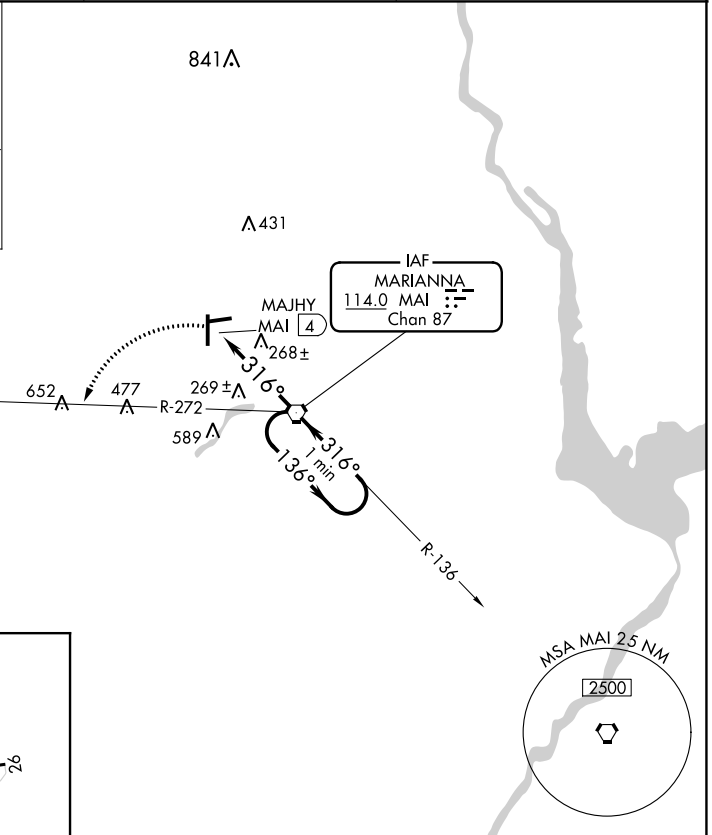 841
431
IAF
MARIANNA
114.0 MAI
Chan 87
MAJHY
MAI 4
268±
316°
652
477
269±
R-272
589
316°
1 min
136°
R-136
MSA MAI 25 NM
2500
26